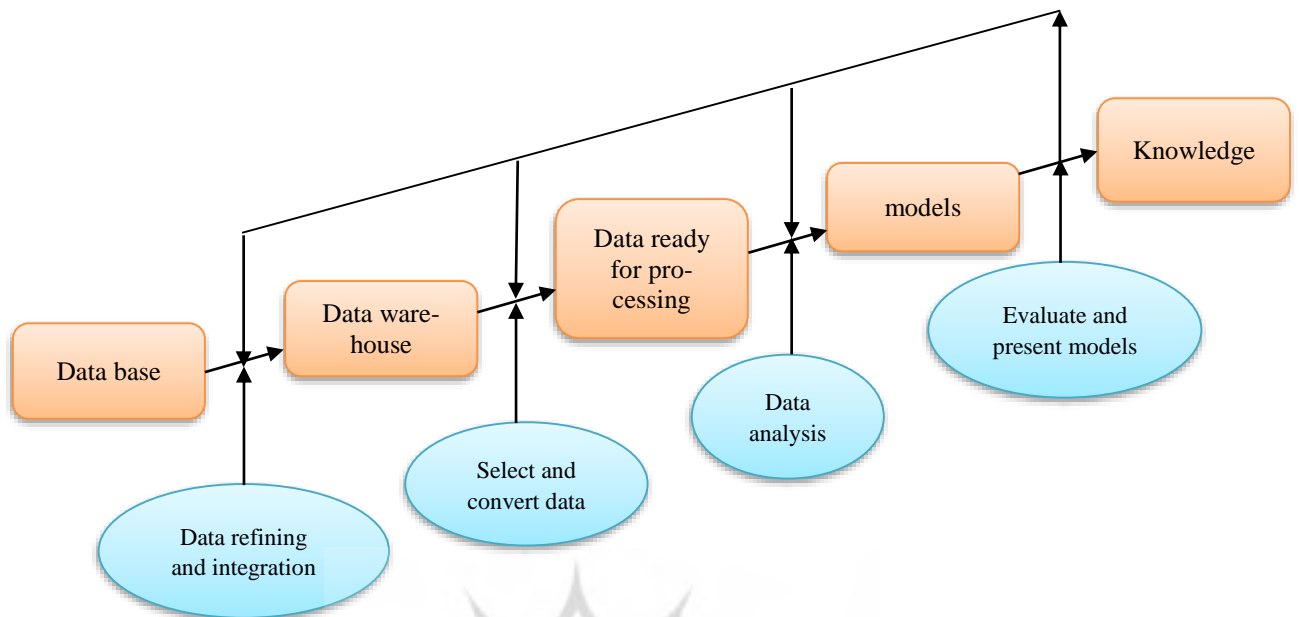 Data base
Data ware-
house
Data ready
for pro-
cessing
models
Knowledge
Data refining
and integration
Select and
convert data
Data
analysis
Evaluate and
present models